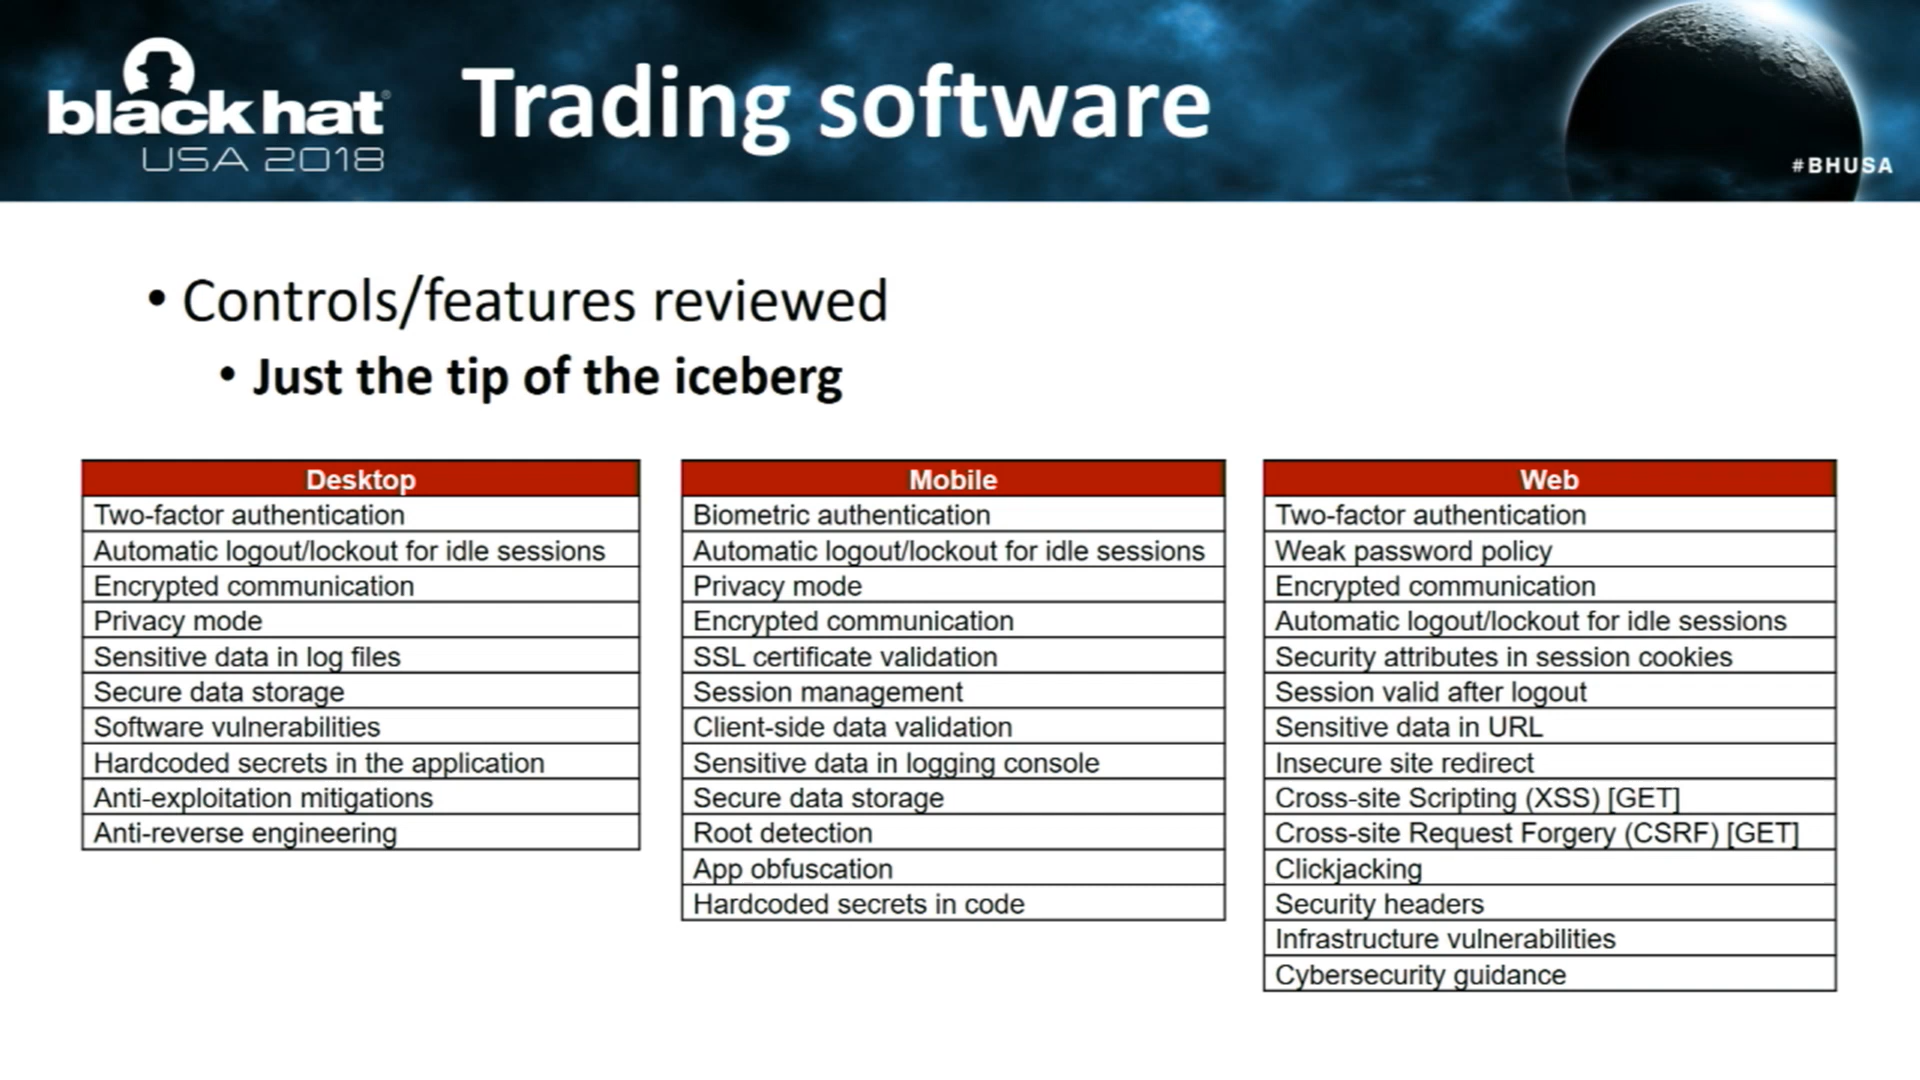 black hat®
USA 2018
Trading software
#BHUSA
• Controls/features reviewed
• Just the tip of the iceberg
Desktop
Two-factor authentication
Automatic logout/lockout for idle sessions
Encrypted communication
Privacy mode
Sensitive data in log files
Secure data storage
Software vulnerabilities
Hardcoded secrets in the application
Anti-exploitation mitigations
Anti-reverse engineering
Mobile
Biometric authentication
Automatic logout/lockout for idle sessions
Privacy mode
Encrypted communication
SSL certificate validation
Session management
Client-side data validation
Sensitive data in logging console
Secure data storage
Root detection
App obfuscation
Hardcoded secrets in code
Web
Two-factor authentication
Weak password policy
Encrypted communication
Automatic logout/lockout for idle sessions
Security attributes in session cookies
Session valid after logout
Sensitive data in URL
Insecure site redirect
Cross-site Scripting (XSS) [GET]
Cross-site Request Forgery (CSRF) [GET]
Clickjacking
Security headers
Infrastructure vulnerabilities
Cybersecurity guidance